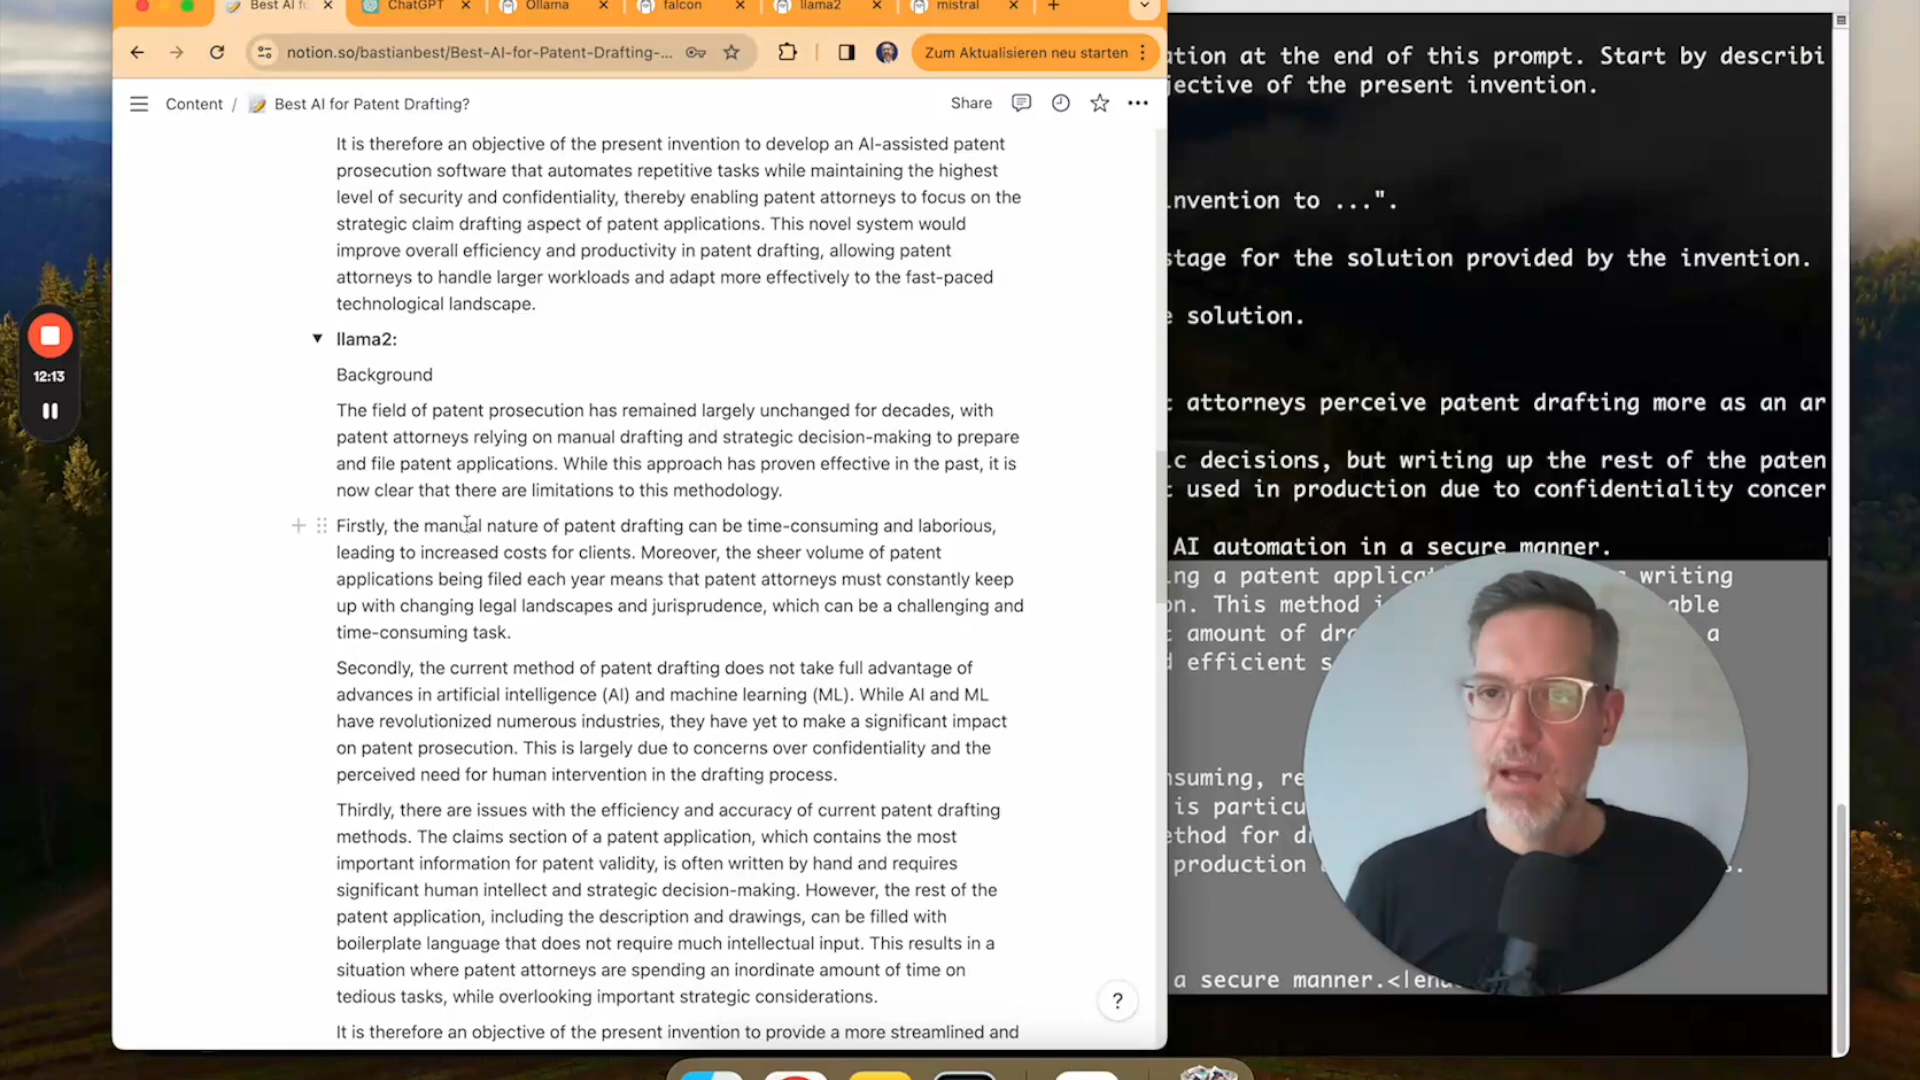 Best AI fo
ChatGPT
Ollama
falcon
llama2
mistral
notion.so/bastianbest/Best-AI-for-Patent-Drafting-...
Zum Aktualisieren neu starten
Content / Best AI for Patent Drafting?
Share
It is therefore an objective of the present invention to develop an AI-assisted patent
prosecution software that automates repetitive tasks while maintaining the highest
level of security and confidentiality, thereby enabling patent attorneys to focus on the
strategic claim drafting aspect of patent applications. This novel system would
improve overall efficiency and productivity in patent drafting, allowing patent
attorneys to handle larger workloads and adapt more effectively to the fast-paced
technological landscape.
llama2:
Background
The field of patent prosecution has remained largely unchanged for decades, with
patent attorneys relying on manual drafting and strategic decision-making to prepare
and file patent applications. While this approach has proven effective in the past, it is
now clear that there are limitations to this methodology.
Firstly, the manual nature of patent drafting can be time-consuming and laborious,
leading to increased costs for clients. Moreover, the sheer volume of patent
applications being filed each year means that patent attorneys must constantly keep
up with changing legal landscapes and jurisprudence, which can be a challenging and
time-consuming task.
Secondly, the current method of patent drafting does not take full advantage of
advances in artificial intelligence (AI) and machine learning (ML). While AI and ML
have revolutionized numerous industries, they have yet to make a significant impact
on patent prosecution. This is largely due to concerns over confidentiality and the
perceived need for human intervention in the drafting process.
Thirdly, there are issues with the efficiency and accuracy of current patent drafting
methods. The claims section of a patent application, which contains the most
important information for patent validity, is often written by hand and requires
significant human intellect and strategic decision-making. However, the rest of the
patent application, including the description and drawings, can be filled with
boilerplate language that does not require much intellectual input. This results in a
situation where patent attorneys are spending an inordinate amount of time on
tedious tasks, while overlooking important strategic considerations.
It is therefore an objective of the present invention to provide a more streamlined and
?
12:13
ation at the end of this prompt. Start by describi
jective of the present invention.
invention to ...".
stage for the solution provided by the invention.
solution.
attorneys perceive patent drafting more as an ar
c decisions, but writing up the rest of the paten
used in production due to confidentiality concer
AI automation in a secure manner.
ng a patent applic writing
on. This method able
amount of dr a
efficient s
nsuming, re
is particu
ethod for d
production
a secure manner.<|en